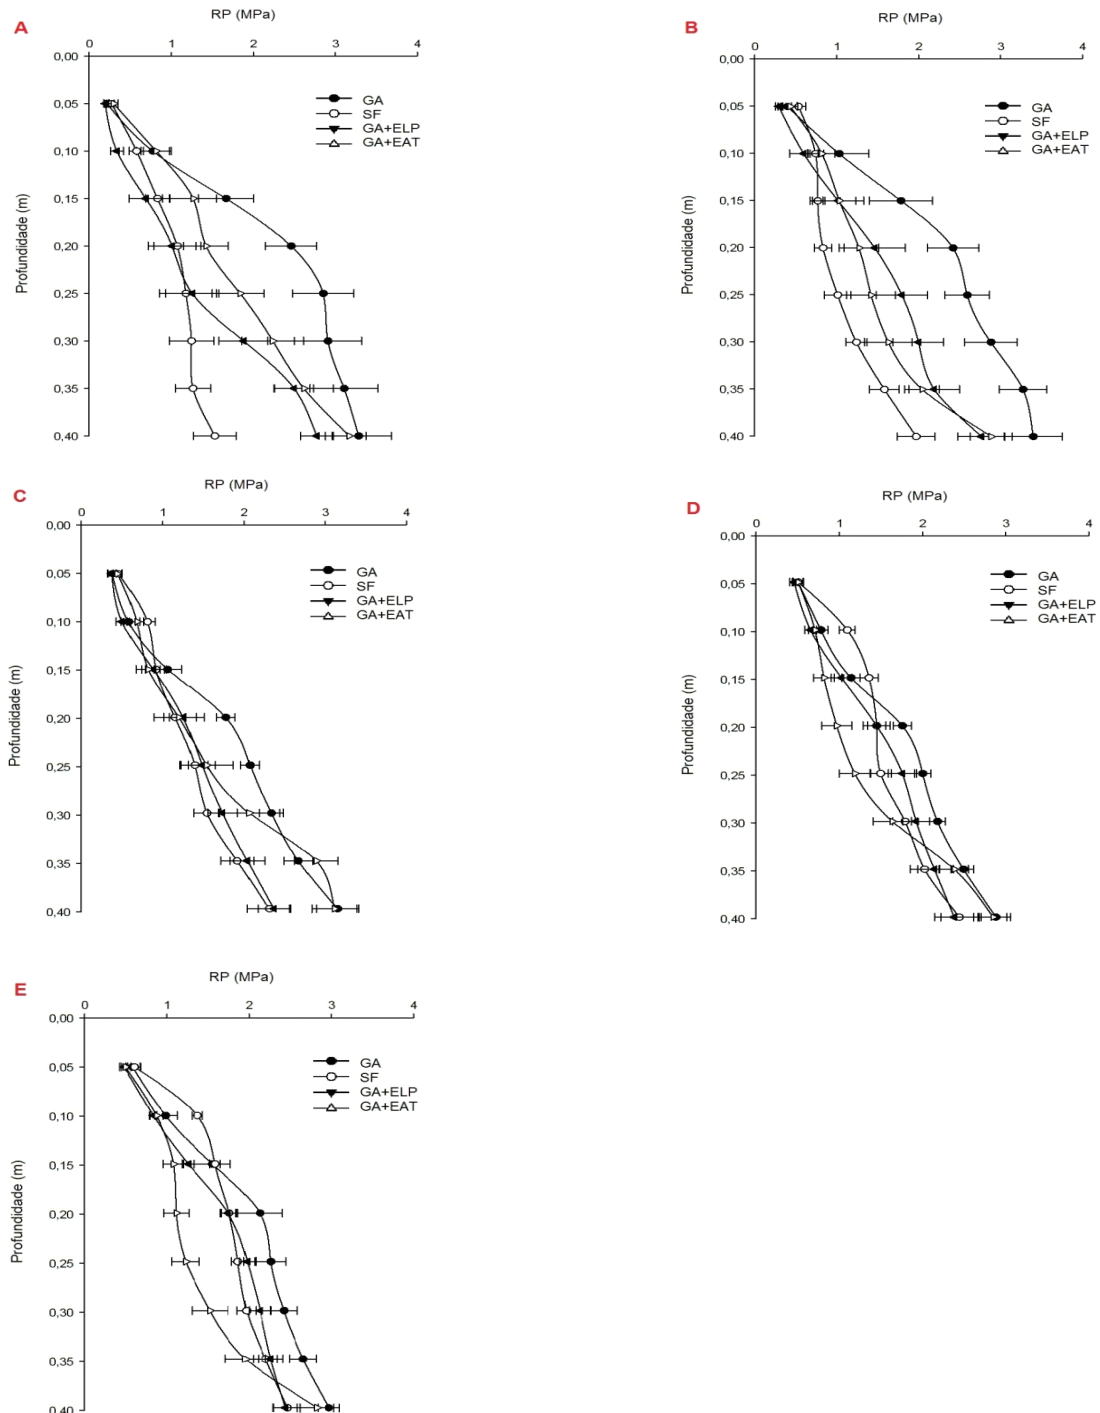 A
RP (MPa)
0 1 2 3 4
0,00
0,05
0,10
0,15
0,20
0,25
0,30
0,35
0,40
Profundidade (m)
GA
SF
GA+ELP
GA+EAT
B
RP (MPa)
0 1 2 3 4
0,00
0,05
0,10
0,15
0,20
0,25
0,30
0,35
0,40
Profundidade (m)
GA
SF
GA+ELP
GA+EAT
C
RP (MPa)
0 1 2 3 4
0,00
0,05
0,10
0,15
0,20
0,25
0,30
0,35
0,40
Profundidade (m)
GA
SF
GA+ELP
GA+EAT
D
RP (MPa)
0 1 2 3 4
0,00
0,05
0,10
0,15
0,20
0,25
0,30
0,35
0,40
Profundidade (m)
GA
SF
GA+ELP
GA+EAT
E
RP (MPa)
0 1 2 3 4
0,00
0,05
0,10
0,15
0,20
0,25
0,30
0,35
0,40
Profundidade (m)
GA
SF
GA+ELP
GA+EAT